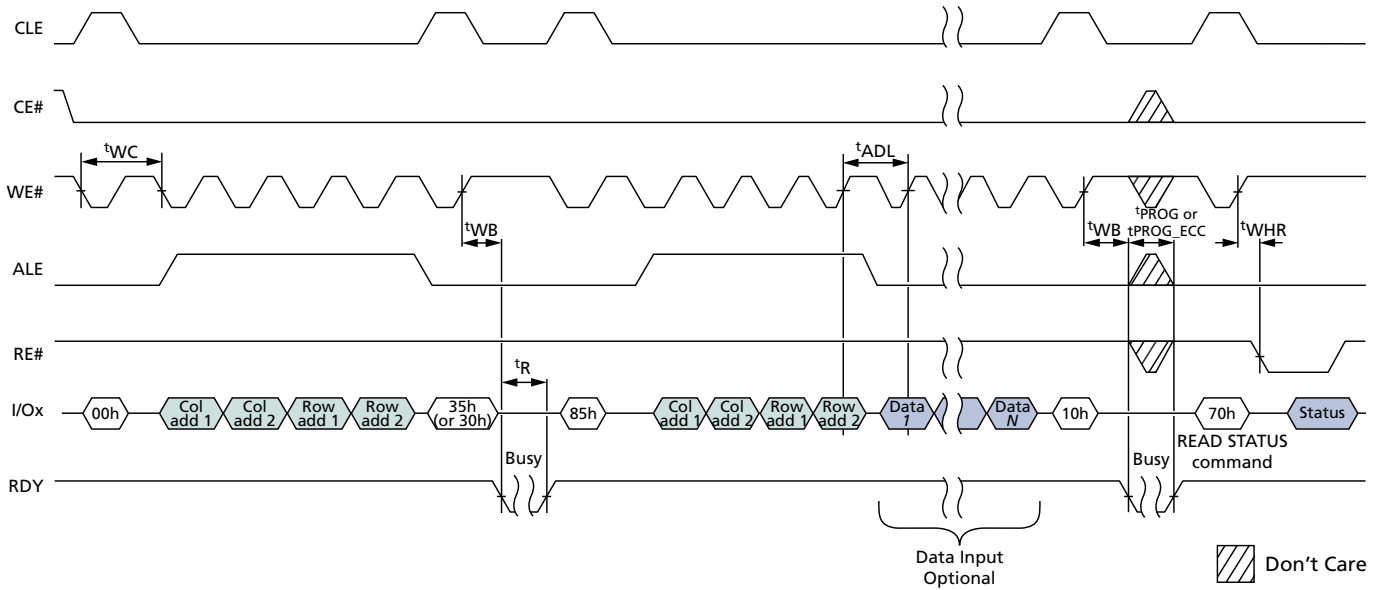 CLE
CE#
tWC
tADL
WE#
tWB
tWB
tPROG or
tPROG_ECC
tWHR
ALE
RE#
tR
I/Ox
00h
Col
add 1
Col
add 2
Row
add 1
Row
add 2
35h
(or 30h)
85h
Col
add 1
Col
add 2
Row
add 1
Row
add 2
Data
1
Data
N
10h
70h
Status
READ STATUS
command
Busy
Busy
RDY
Data Input
Optional
Don't Care